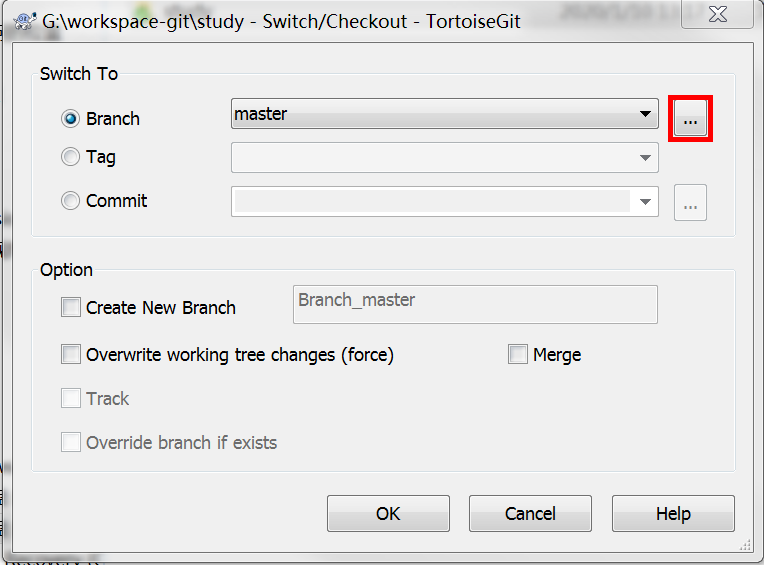 G:\workspace-git\study - Switch/Checkout - TortoiseGit
Switch To
Branch
master
...
Tag
Commit
...
Option
Create New Branch
Branch_master
Overwrite working tree changes (force)
Merge
Track
Override branch if exists
OK
Cancel
Help